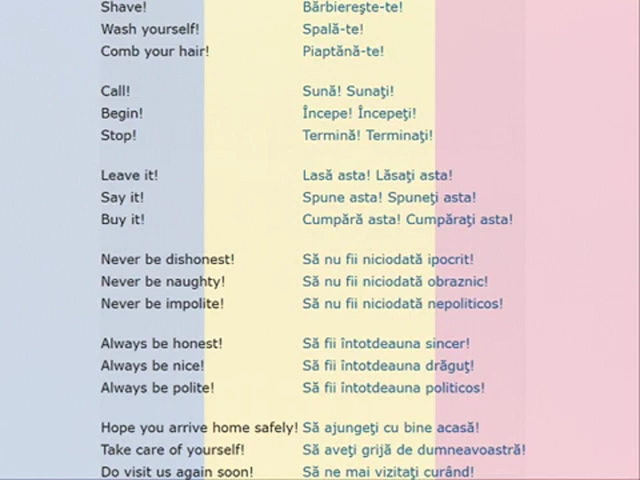 Shave! Bărbiereşte-te!
Wash yourself! Spală-te!
Comb your hair! Piaptănă-te!
Call! Sună! Sunaţi!
Begin! Începe! Începeţi!
Stop! Termină! Terminaţi!
Leave it! Lasă asta! Lăsaţi asta!
Say it! Spune asta! Spuneţi asta!
Buy it! Cumpără asta! Cumpăraţi asta!
Never be dishonest! Să nu fii niciodată ipocrit!
Never be naughty! Să nu fii niciodată obraznic!
Never be impolite! Să nu fii niciodată nepoliticos!
Always be honest! Să fii întotdeauna sincer!
Always be nice! Să fii întotdeauna drăguţ!
Always be polite! Să fii întotdeauna politicos!
Hope you arrive home safely! Să ajungeţi cu bine acasă!
Take care of yourself! Să aveţi grijă de dumneavoastră!
Do visit us again soon! Să ne mai vizitaţi curând!